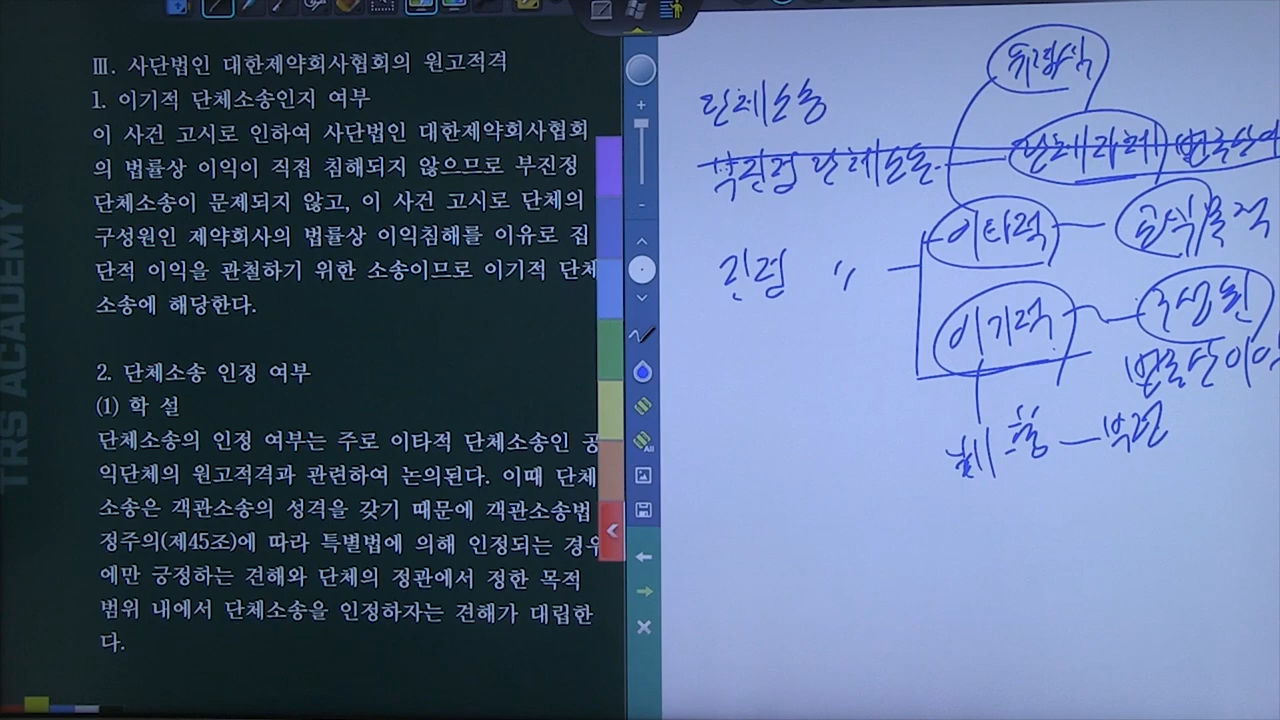 Ⅲ. 사단법인 대한제약회사협회의 원고적격
1. 이기적 단체소송인지 여부
이 사건 고시로 인하여 사단법인 대한제약회사협회
의 법률상 이익이 직접 침해되지 않으므로 부진정
단체소송이 문제되지 않고, 이 사건 고시로 단체의
구성원인 제약회사의 법률상 이익침해를 이유로 집
단적 이익을 관철하기 위한 소송이므로 이기적 단체
소송에 해당한다.
2. 단체소송 인정 여부
(1) 학 설
단체소송의 인정 여부는 주로 이타적 단체소송인 공
익단체의 원고적격과 관련하여 논의된다. 이때 단체
소송은 객관소송의 성격을 갖기 때문에 객관소송법
정주의(제45조)에 따라 특별법에 의해 인정되는 경우
에만 긍정하는 견해와 단체의 정관에서 정한 목적
범위 내에서 단체소송을 인정하자는 견해가 대립한
다.
TRS ACADEMY
단체소송
단체소송
이타적
진정 〃
이기적
구성원
법률상이익
All